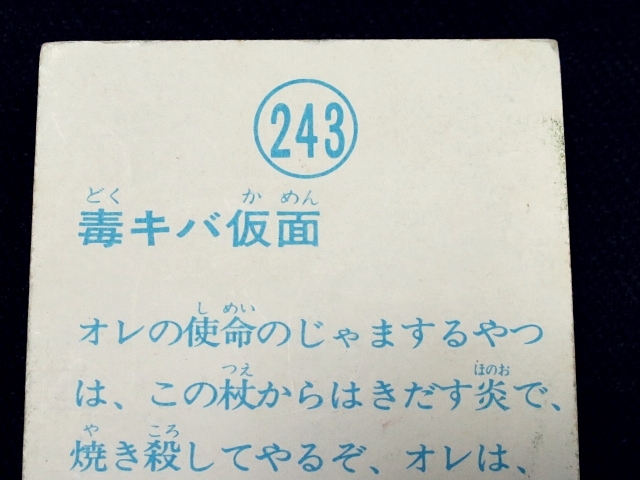 243
どく か めん
毒キバ仮面
し めい
オレの使命のじゃまするやつ
つえ ほのお
は、この杖からはきだす炎で、
や ころ
焼き殺してやるぞ、オレは、